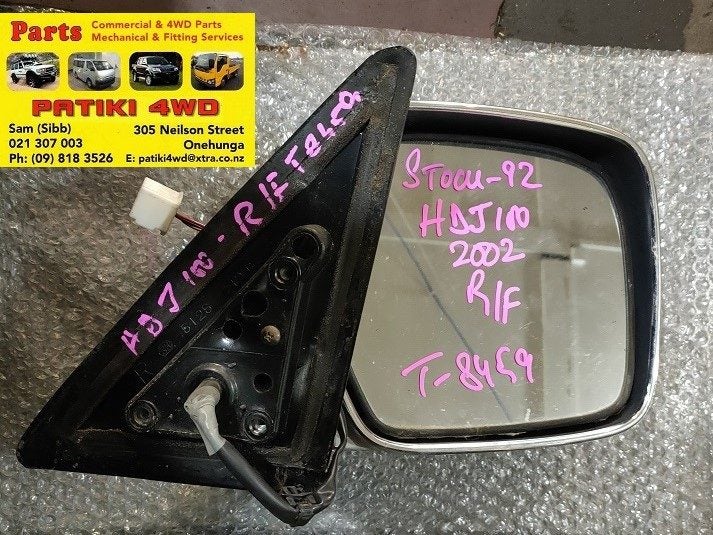 Parts
Commercial & 4WD Parts
Mechanical & Fitting Services
PATIKI 4WD
Sam (Sibb)
021 307 003
Ph: (09) 818 3526
305 Neilson Street
Onehunga
E: patiki4wd@xtra.co.nz
HDJ100-R/F T8459
STOCK-92
HDJ100
2002
R/F
T-8459